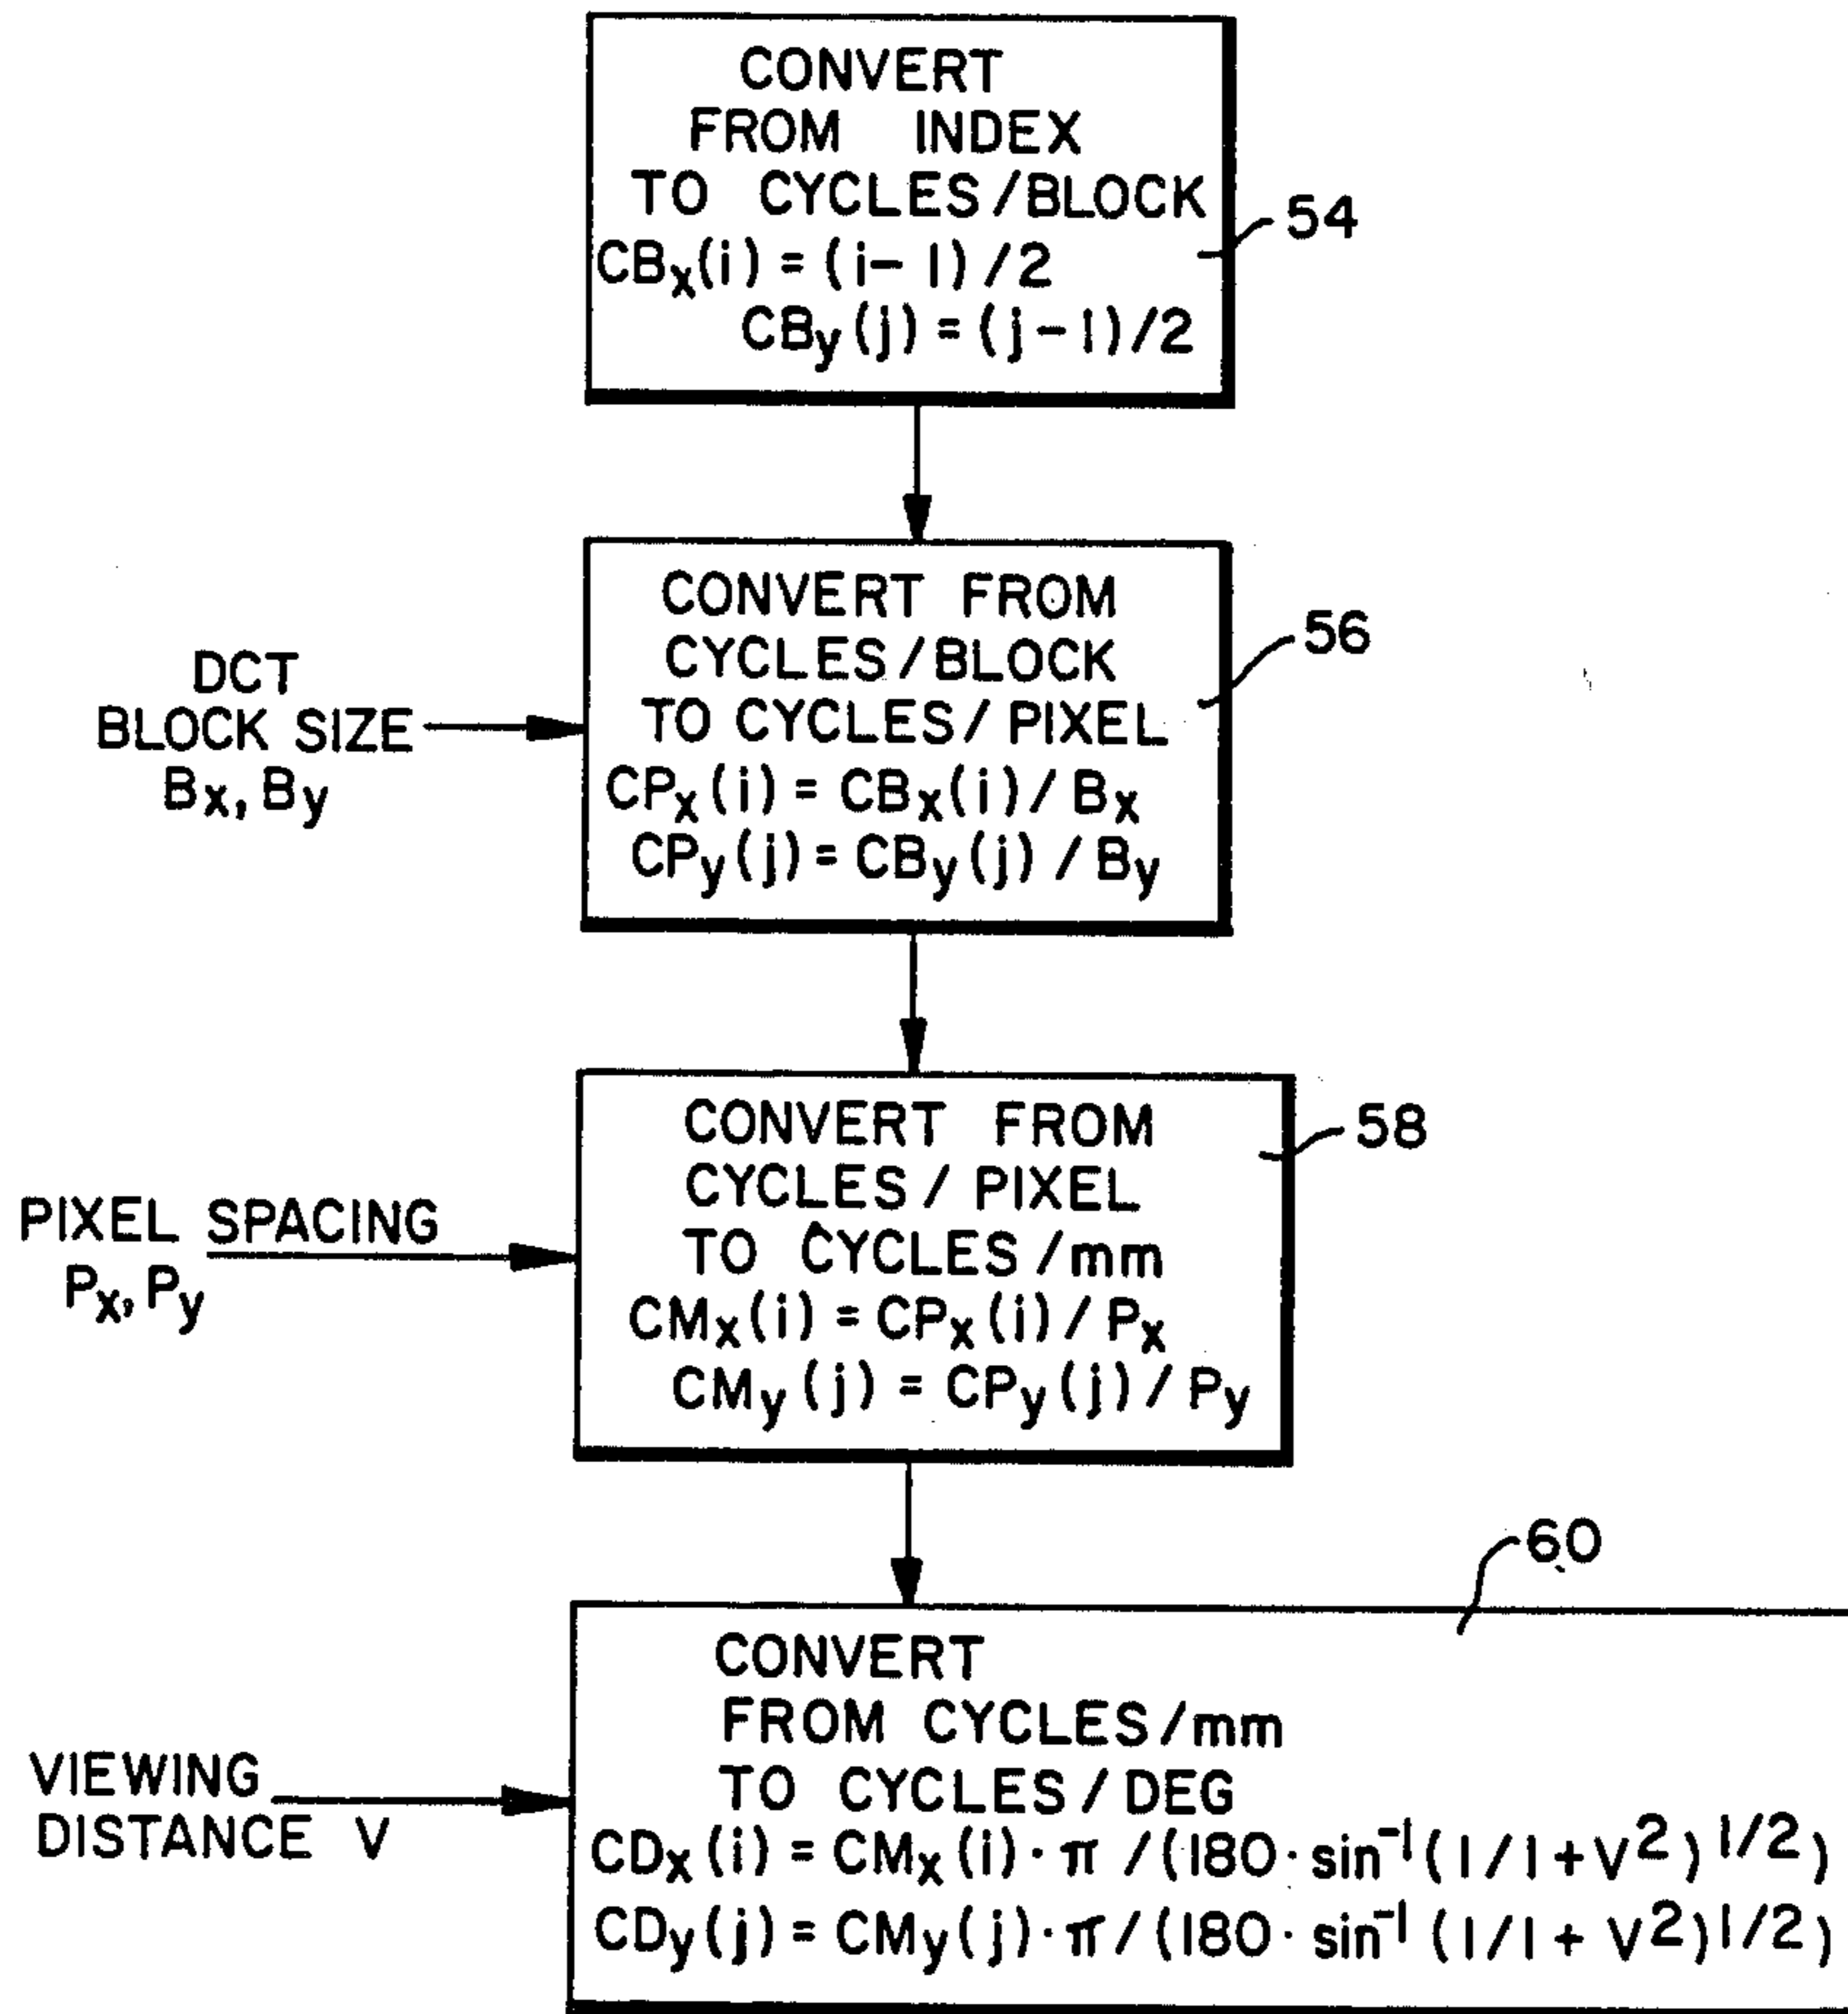 CONVERT
FROM INDEX
TO CYCLES/BLOCK
CBx(i) = (i-1)/2
CBy(j) = (j-1)/2
54
DCT
BLOCK SIZE
Bx, By
CONVERT FROM
CYCLES/BLOCK
TO CYCLES/PIXEL
CPx(i) = CBx(i)/Bx
CPy(j) = CBy(j)/By
56
PIXEL SPACING
Px, Py
CONVERT FROM
CYCLES/PIXEL
TO CYCLES/mm
CMx(i) = CPx(i)/Px
CMy(j) = CPy(j)/Py
58
VIEWING
DISTANCE V
CONVERT
FROM CYCLES/mm
TO CYCLES/DEG
CDx(i) = CMx(i)·π/(180·sin⁻¹(1/1+V²)1/2)
CDy(j) = CMy(j)·π/(180·sin⁻¹(1/1+V²)1/2)
60